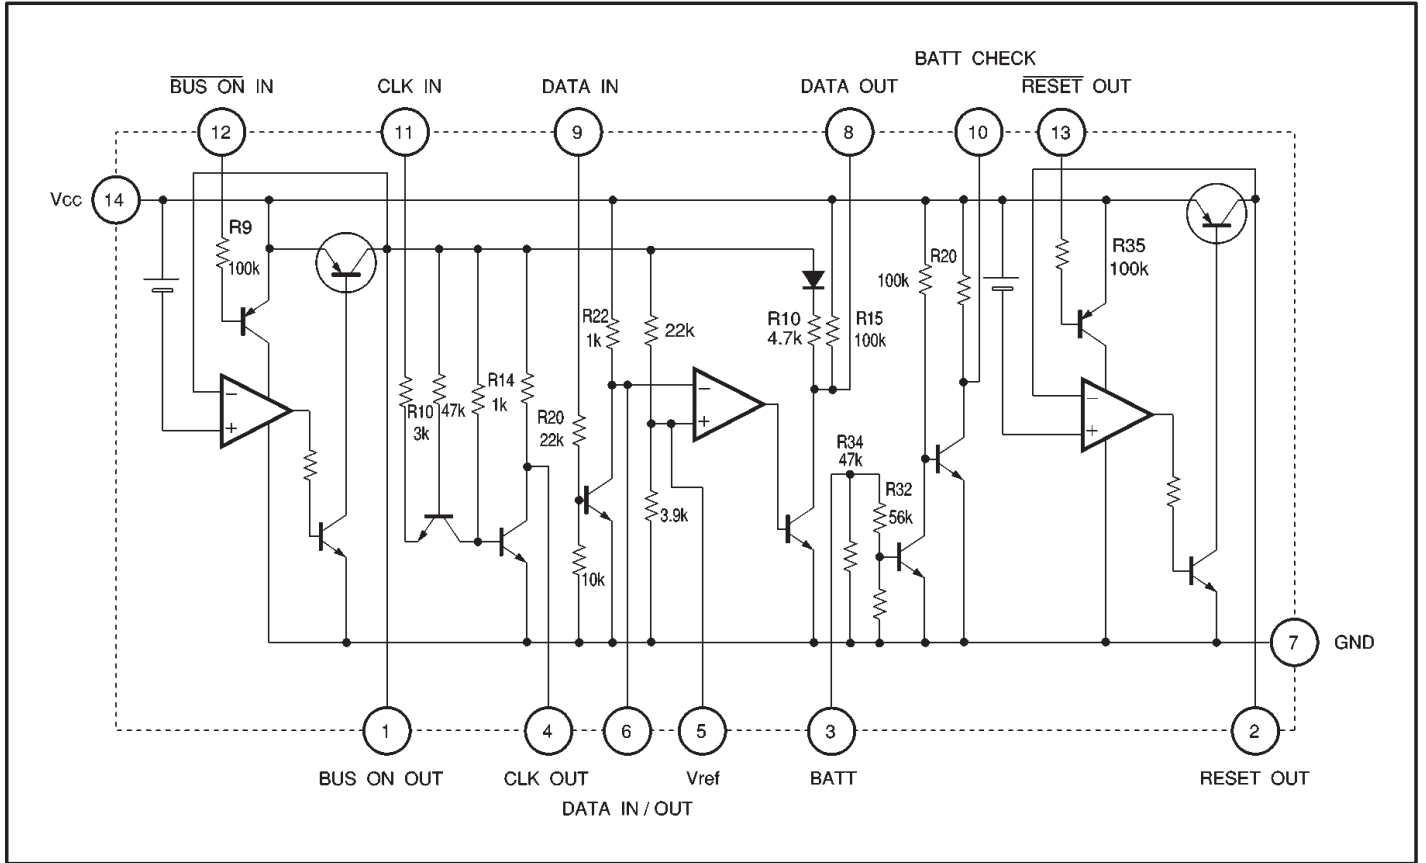 BATT CHECK
BUS ON IN
CLK IN
DATA IN
DATA OUT
RESET OUT
12
11
9
8
10
13
Vcc
14
R9
100k
R35
100k
100k
R20
R22
1k
22k
R10
4.7k
R15
100k
R10
3k
47k
R14
1k
R20
22k
−
+
−
+
−
+
R34
47k
R32
56k
3.9k
10k
7
GND
1
4
6
5
3
2
BUS ON OUT
CLK OUT
Vref
BATT
RESET OUT
DATA IN / OUT